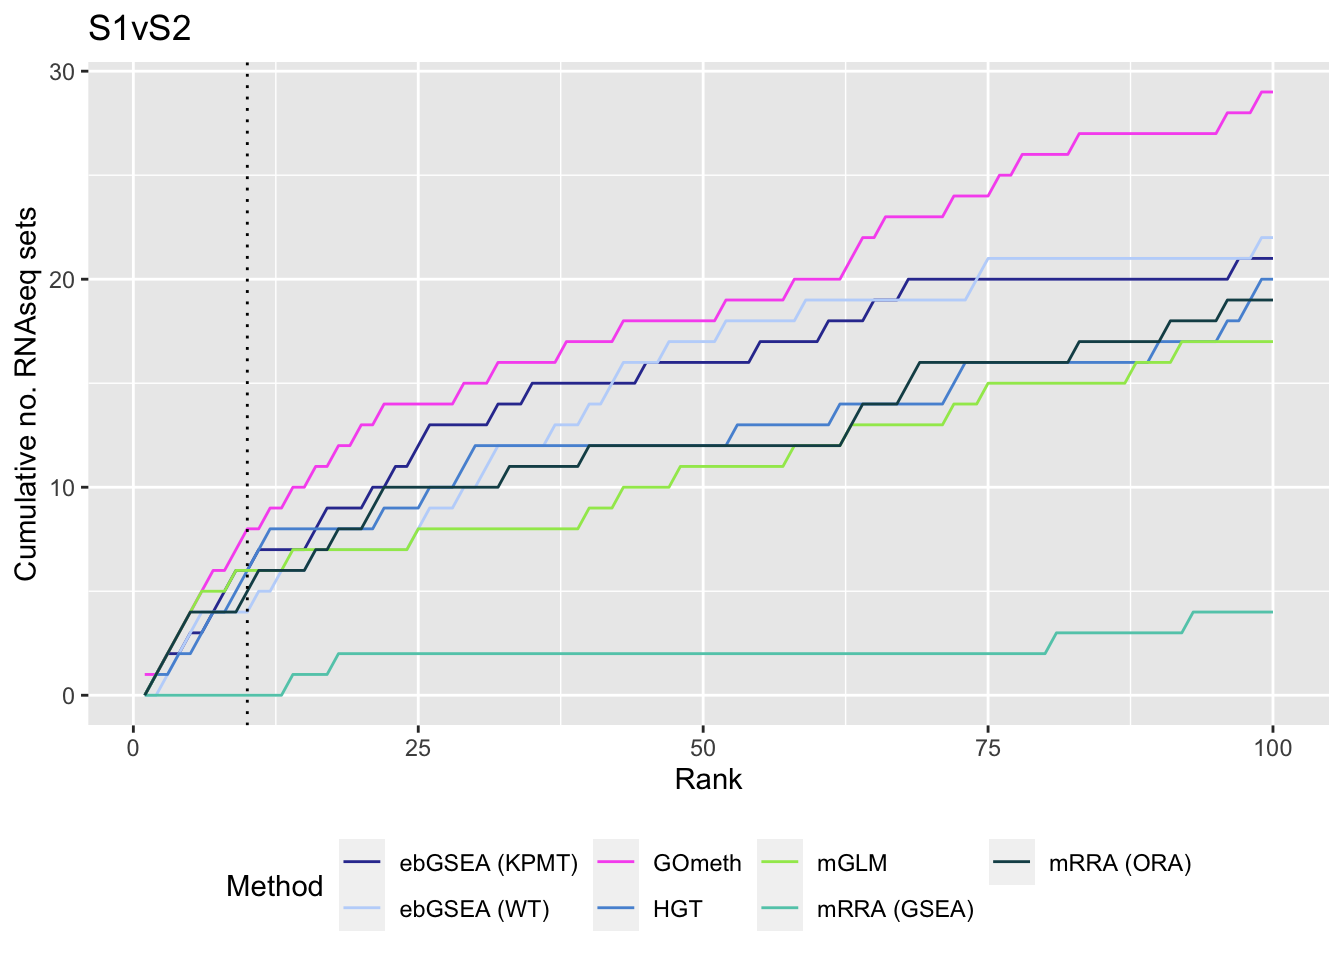 S1vS2
Cumulative no. RNAseq sets
30
20
10
0
0 25 50 75 100
Rank
Method
ebGSEA (KPMT) GOmeth mGLM mRRA (ORA)
ebGSEA (WT) HGT mRRA (GSEA)